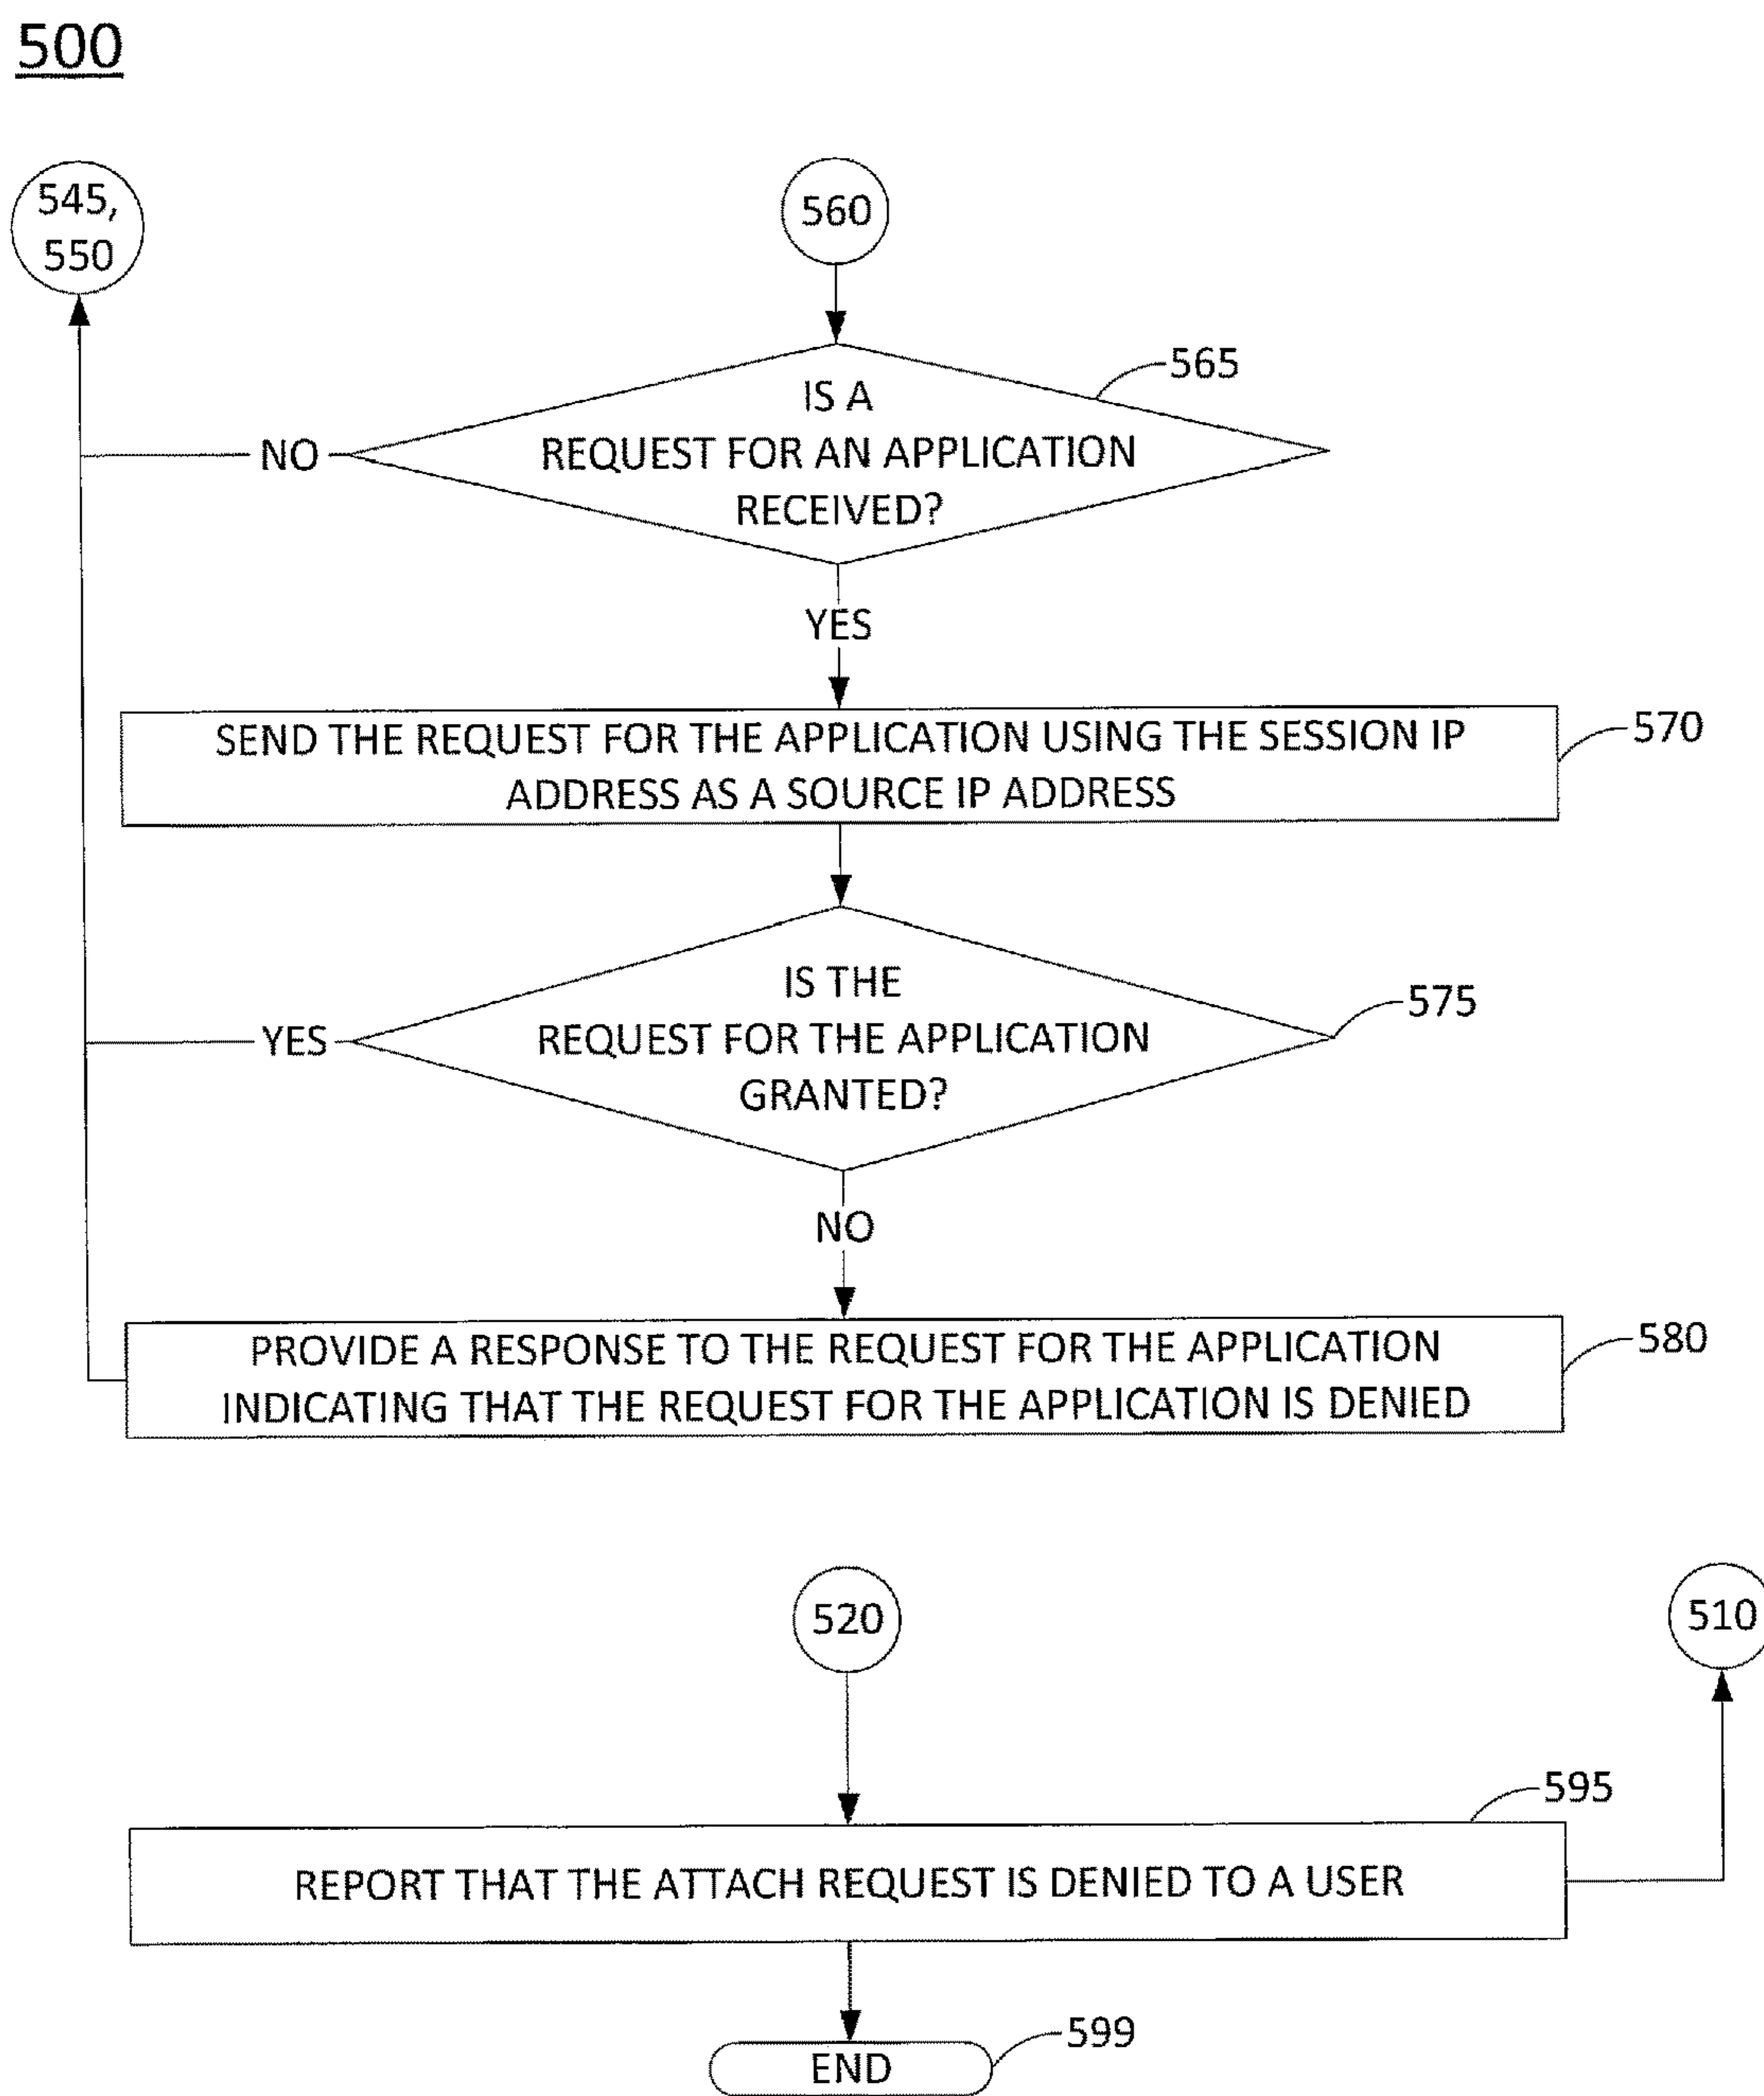 500
545,
550
560
565
IS A
REQUEST FOR AN APPLICATION
RECEIVED?
NO
YES
570
SEND THE REQUEST FOR THE APPLICATION USING THE SESSION IP
ADDRESS AS A SOURCE IP ADDRESS
575
IS THE
REQUEST FOR THE APPLICATION
GRANTED?
YES
NO
580
PROVIDE A RESPONSE TO THE REQUEST FOR THE APPLICATION
INDICATING THAT THE REQUEST FOR THE APPLICATION IS DENIED
520
510
595
REPORT THAT THE ATTACH REQUEST IS DENIED TO A USER
599
END